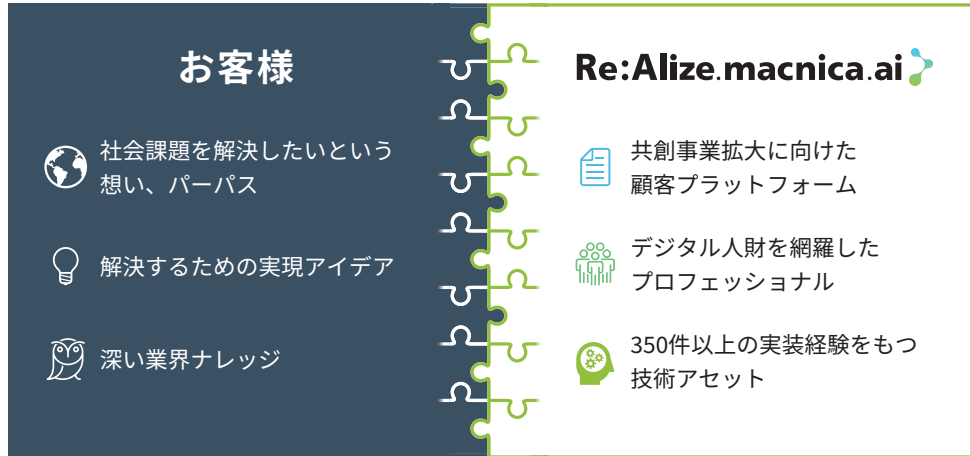 お客様
社会課題を解決したいという
想い、パーパス
解決するための実現アイデア
深い業界ナレッジ
Re:Alize.macnica.ai
共創事業拡大に向けた
顧客プラットフォーム
デジタル人財を網羅した
プロフェッショナル
350件以上の実装経験をもつ
技術アセット